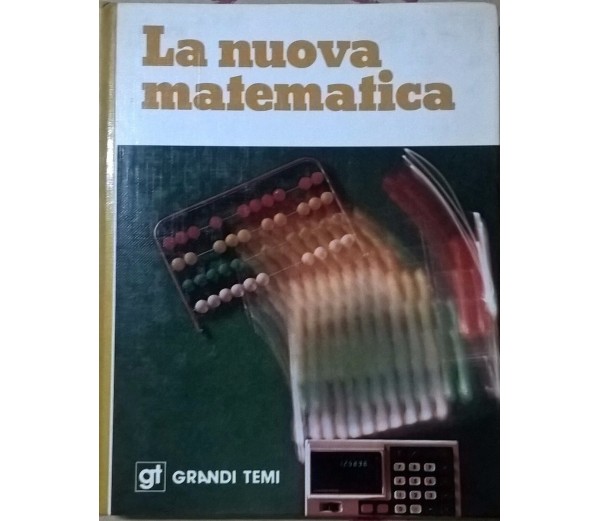 La nuova
matematica
gt GRANDI TEMI